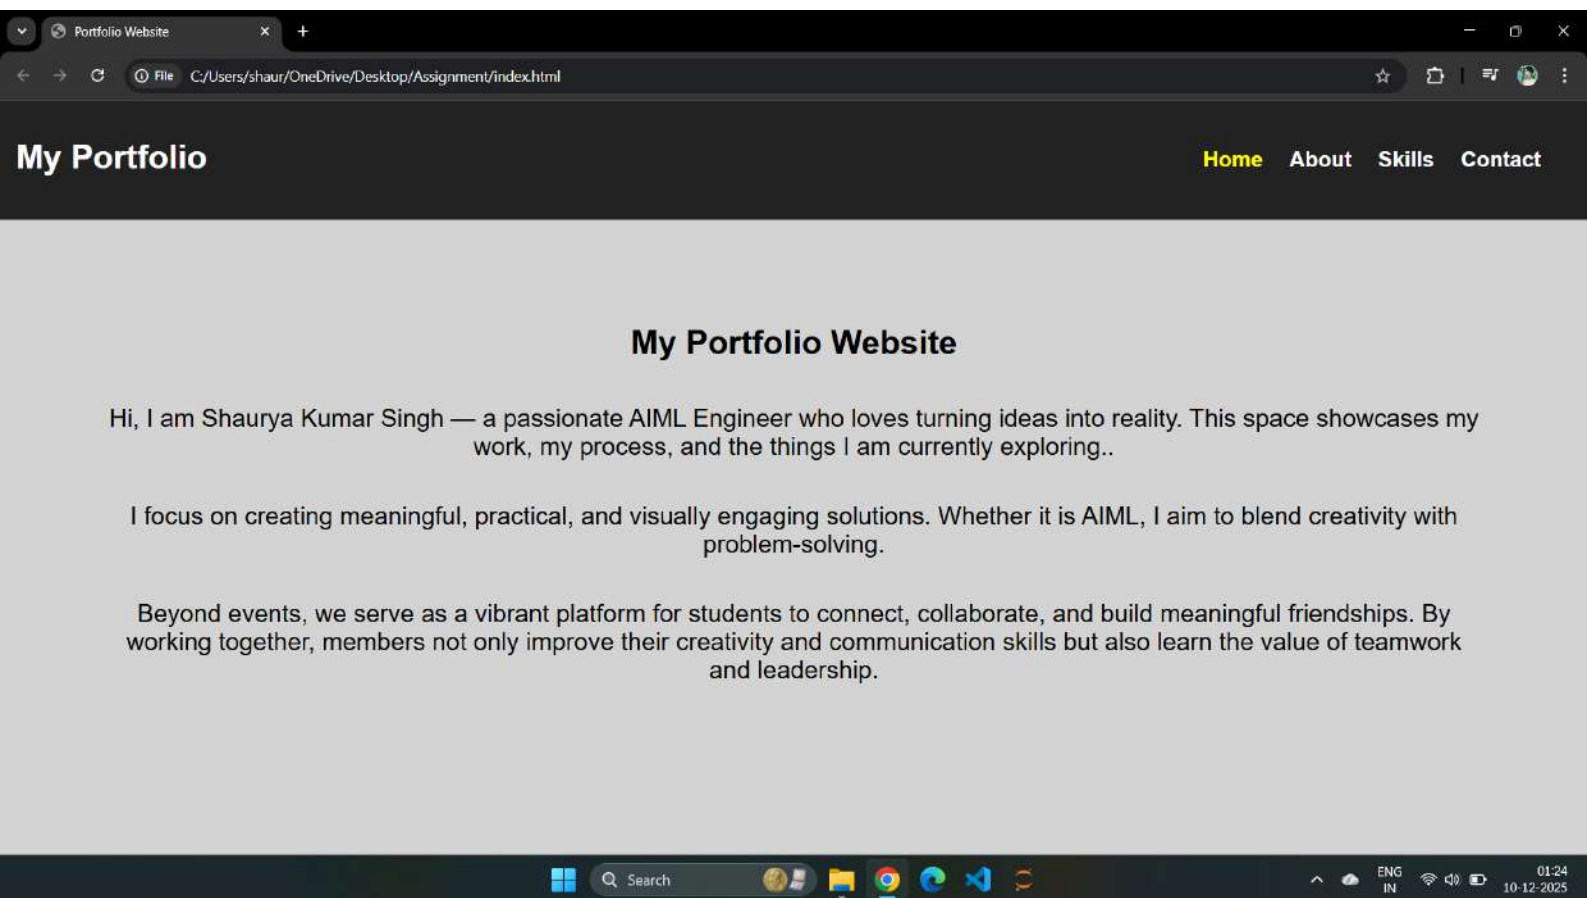 Portfolio Website
File C:/Users/shaur/OneDrive/Desktop/Assignment/index.html
My Portfolio
Home About Skills Contact
My Portfolio Website
Hi, I am Shaurya Kumar Singh — a passionate AIML Engineer who loves turning ideas into reality. This space showcases my
work, my process, and the things I am currently exploring..
I focus on creating meaningful, practical, and visually engaging solutions. Whether it is AIML, I aim to blend creativity with
problem-solving.
Beyond events, we serve as a vibrant platform for students to connect, collaborate, and build meaningful friendships. By
working together, members not only improve their creativity and communication skills but also learn the value of teamwork
and leadership.
Search
ENG
IN
01:24
10-12-2025